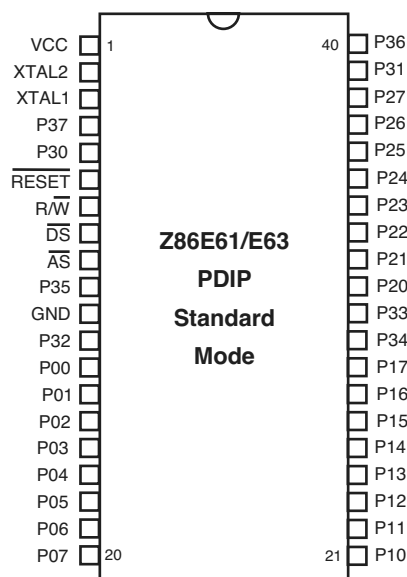 VCC 1 40 P36
XTAL2 P31
XTAL1 P27
P37 P26
P30 P25
RESET P24
R/W P23
DS P22
AS P21
P35 P20
GND P33
P32 P34
P00 P17
P01 P16
P02 P15
P03 P14
P04 P13
P05 P12
P06 P11
P07 20 21 P10
Z86E61/E63
PDIP
Standard
Mode